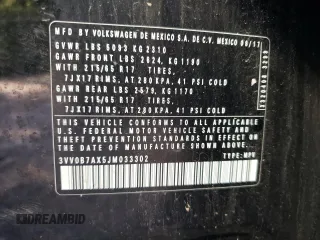 MFD BY VOLKSWAGEN DE MEXICO S.A. DE C.V. MEXICO 09/17
GVWR LBS 5093 KG 2310
GAWR FRONT LBS 2624 KG 1190
WITH 215/65 R17 TIRES,
7JX17 RIMS, AT 280KPA, 41 PSI COLD
GAWR REAR LBS 2579, KG 1170
WITH 215/65 R17 TIRES,
7JX17 RIMS, AT 280 KPA, 41 PSI COLD
THIS VEHICLE CONFORMS TO ALL APPLICABLE
FEDERAL MOTOR VEHICLE SAFETY AND
THEFT PREVENTION STANDARDS IN EFFECT
ON THE DATE OF MANUFACTURE SHOWN ABOVE.
3VV0B7AX5JM033302
TYPE: MPV
DREAMBID